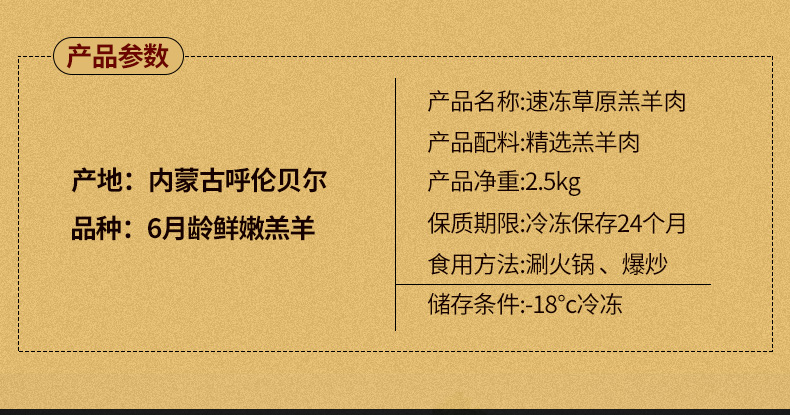 产品参数
产地：内蒙古呼伦贝尔
品种：6月龄鲜嫩羔羊
产品名称:速冻草原羔羊肉
产品配料:精选羔羊肉
产品净重:2.5kg
保质期限:冷冻保存24个月
食用方法:涮火锅、爆炒
储存条件:-18°c冷冻